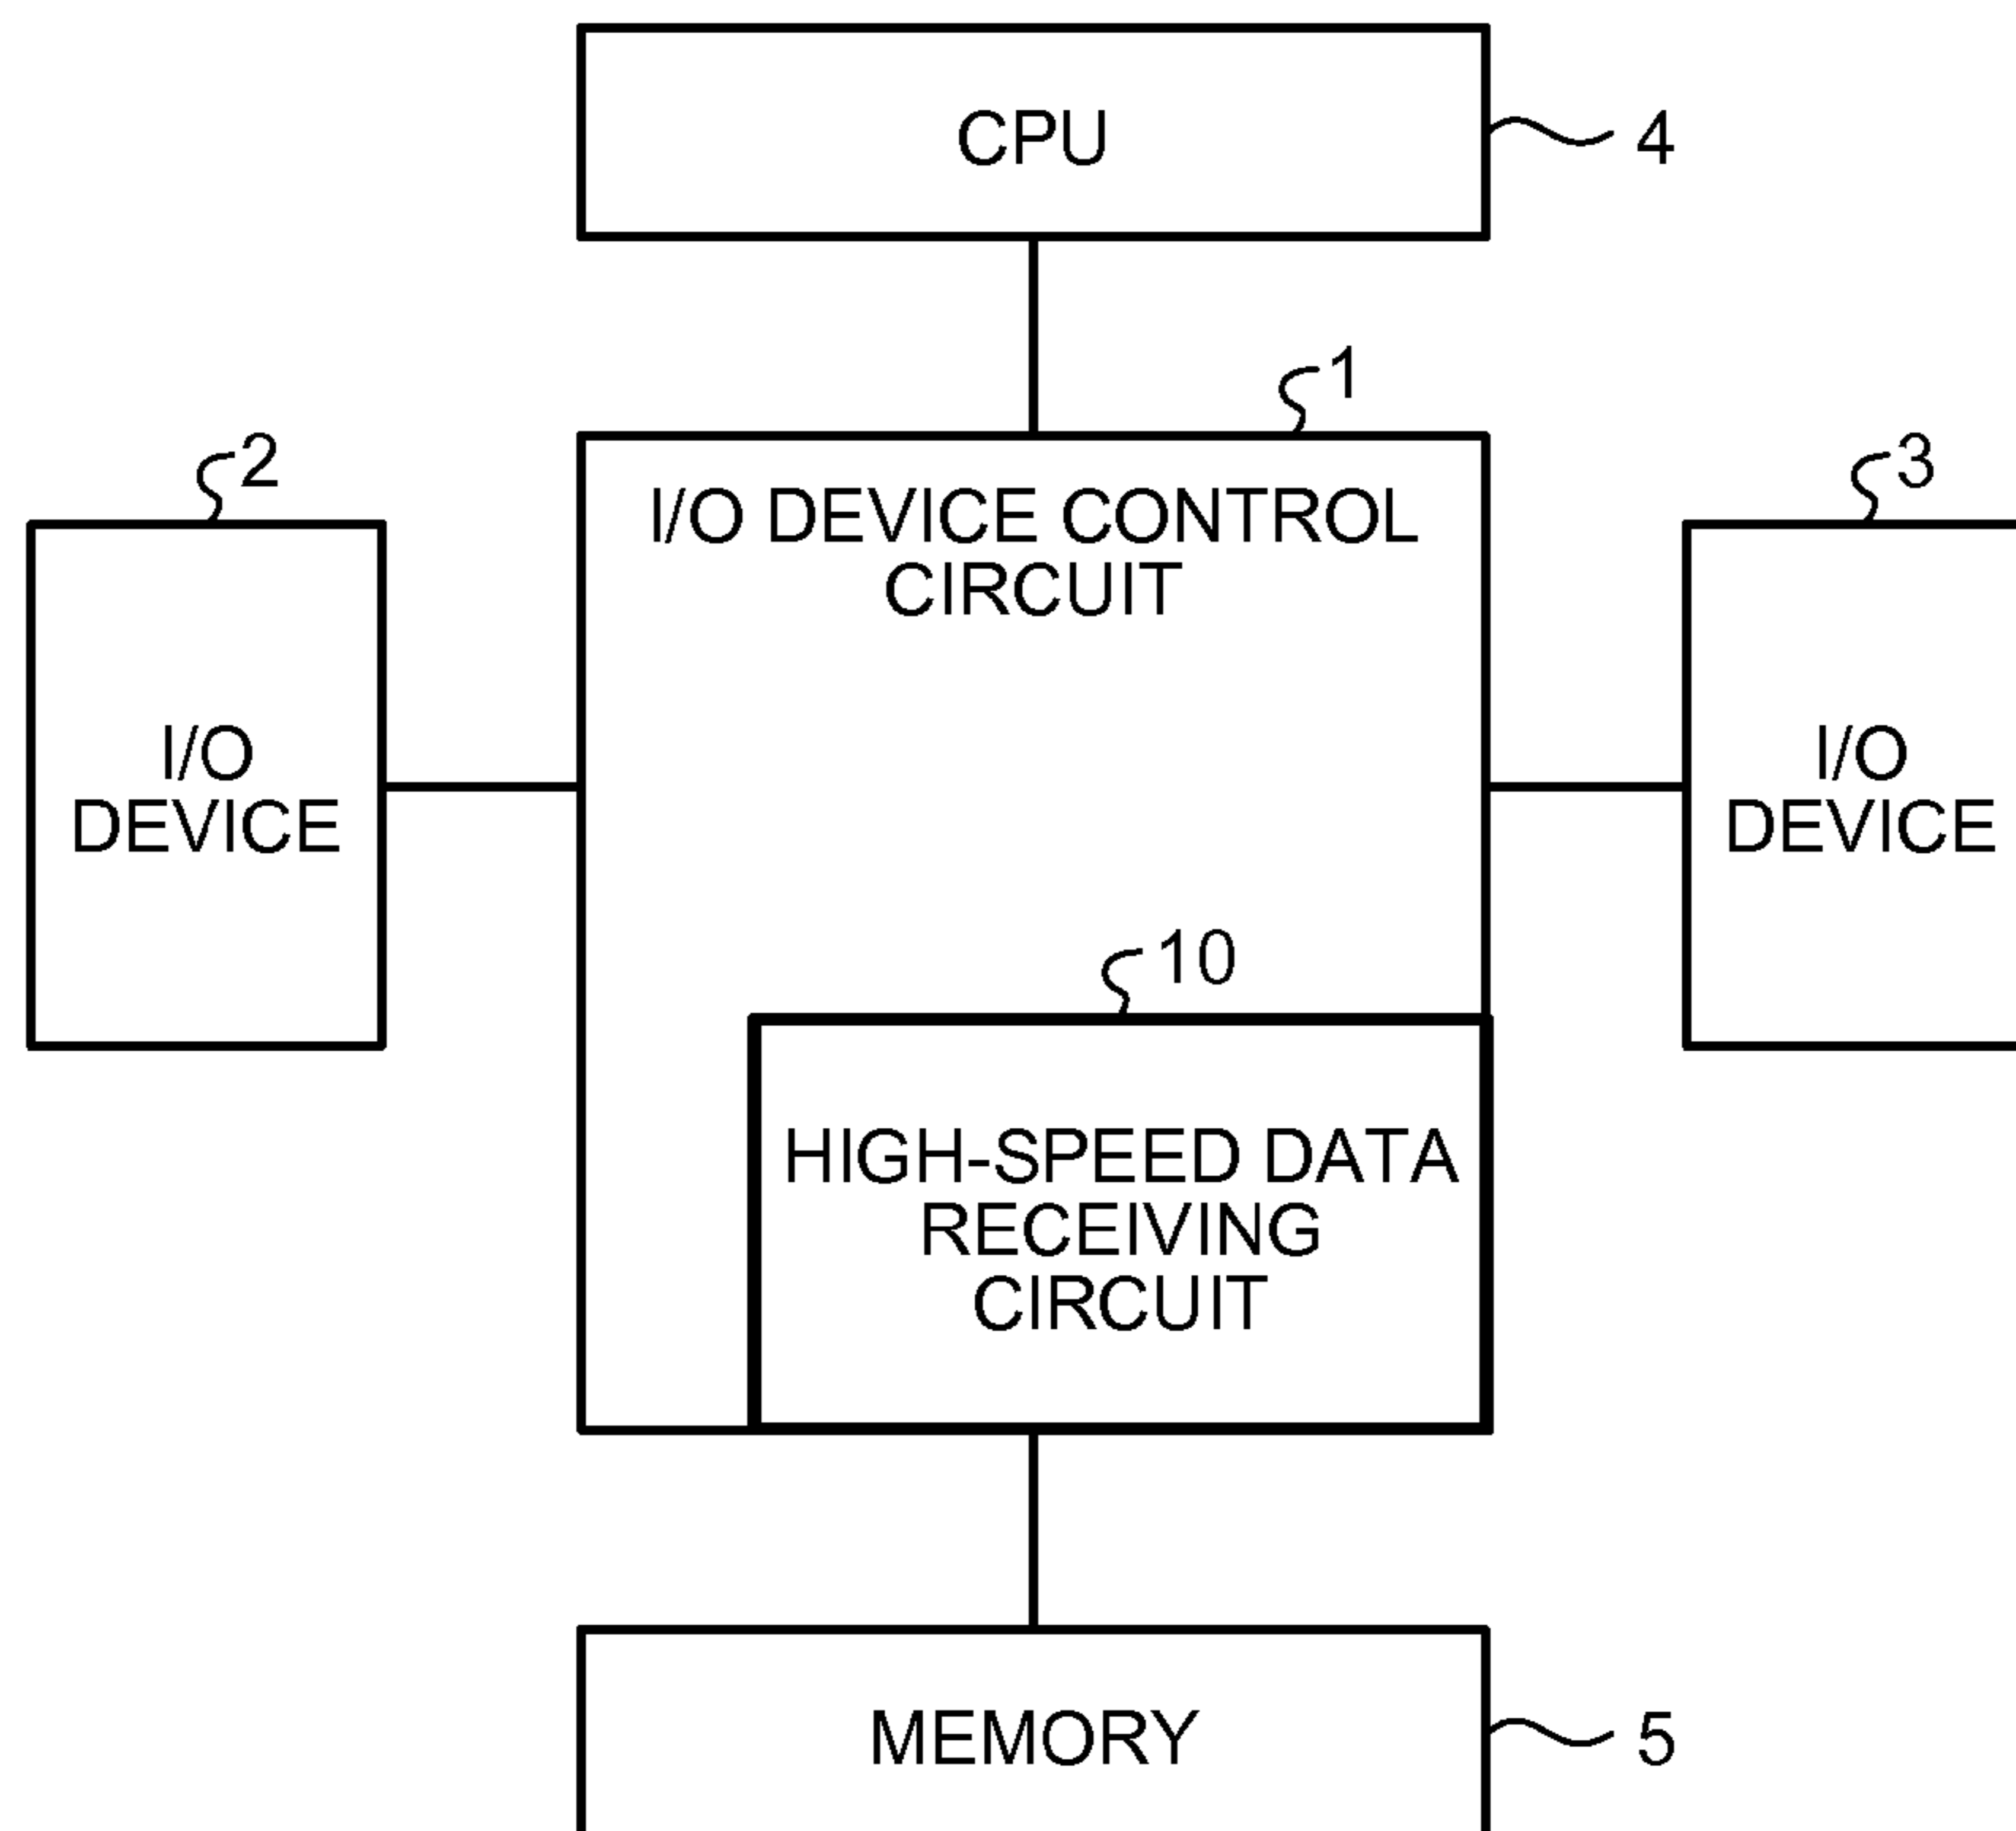 CPU
4
1
2
3
I/O DEVICE CONTROL
CIRCUIT
I/O
DEVICE
I/O
DEVICE
10
HIGH-SPEED DATA
RECEIVING
CIRCUIT
MEMORY
5